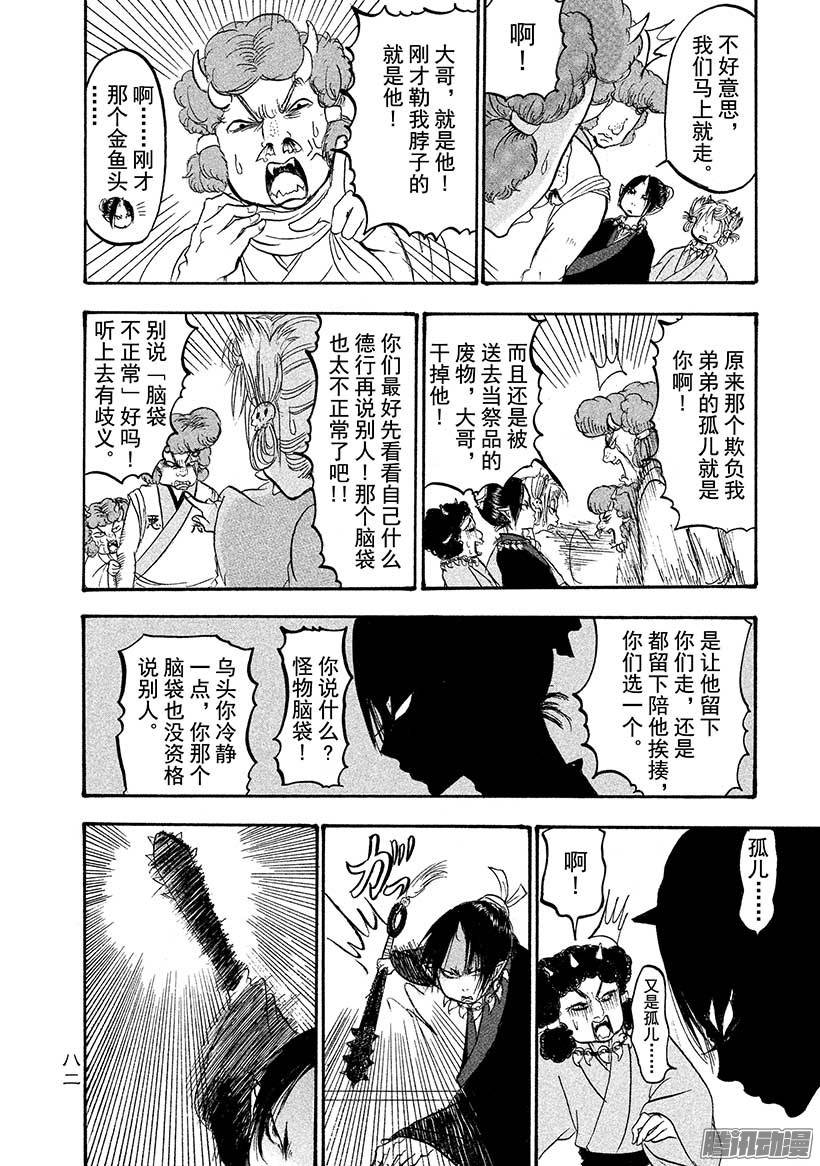 不好意思，
我们马上就走。
啊！
大哥，就是他！
刚才勒我脖子的
就是他！
啊……刚才
那个金鱼头
……
原来那个欺负我
弟弟的孤儿就是
你啊！
而且还是被
送去当祭品的
废物，大哥，
干掉他！
你们最好先看看自己什么
德行再说别人！那个脑袋
也太不正常了吧!!
别说「脑袋
不正常」好吗！
听上去有歧义。
是让他留下
你们走，还是
都留下陪他挨揍，
你们选一个。
你说什么？
怪物脑袋！
乌头你冷静
一点，你那个
脑袋也没资格
说别人。
孤儿……
啊！
又是孤儿……
ガッ
八二
腾讯动漫